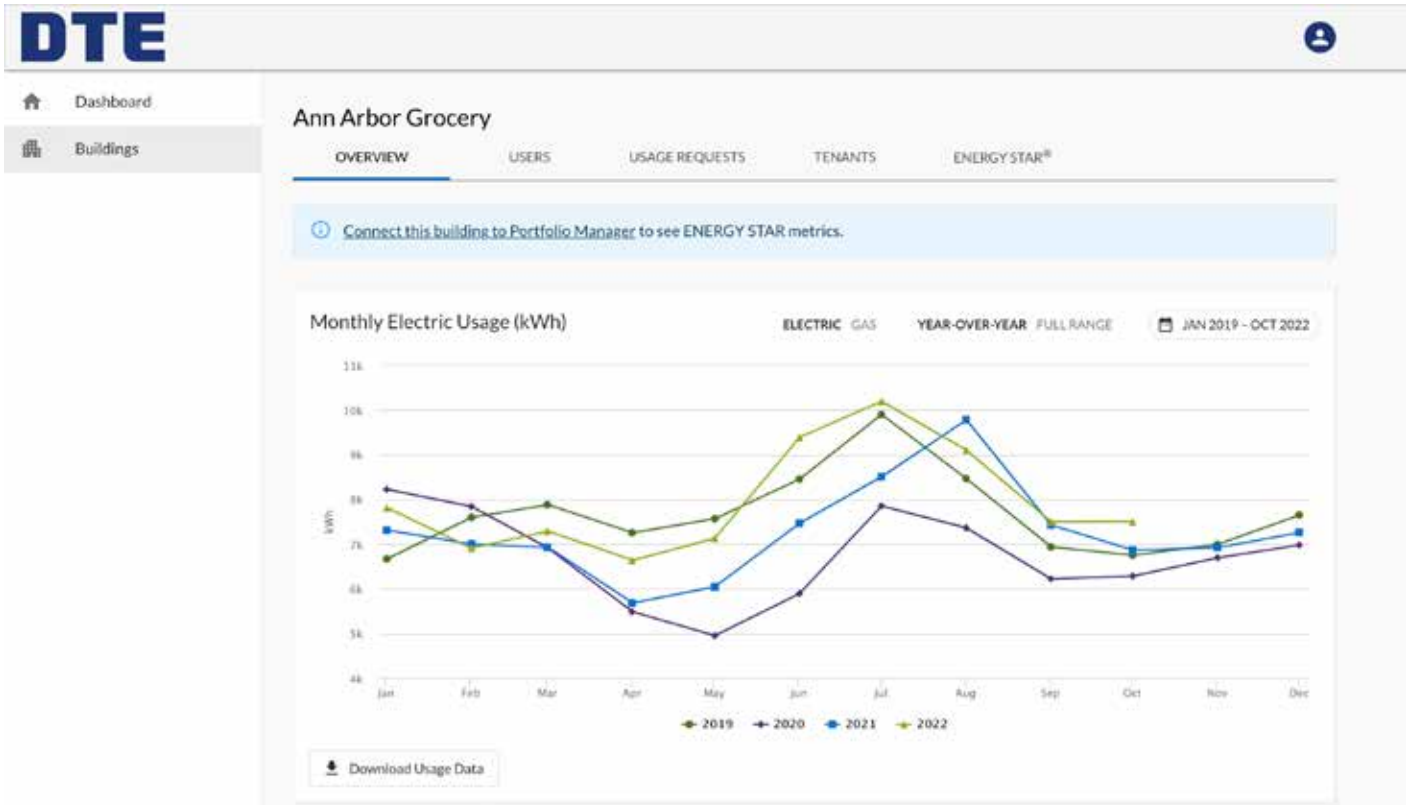 DTE
Dashboard
Buildings
Ann Arbor Grocery
OVERVIEW USERS USAGE REQUESTS TENANTS ENERGY STAR®
Connect this building to Portfolio Manager to see ENERGY STAR metrics.
Monthly Electric Usage (kWh) ELECTRIC GAS YEAR-OVER-YEAR FULL RANGE JAN 2019 - OCT 2022
11k
10k
9k
8k
7k
6k
5k
4k
kWh
Jan Feb Mar Apr May Jun Jul Aug Sep Oct Nov Dec
2019 2020 2021 2022
Download Usage Data